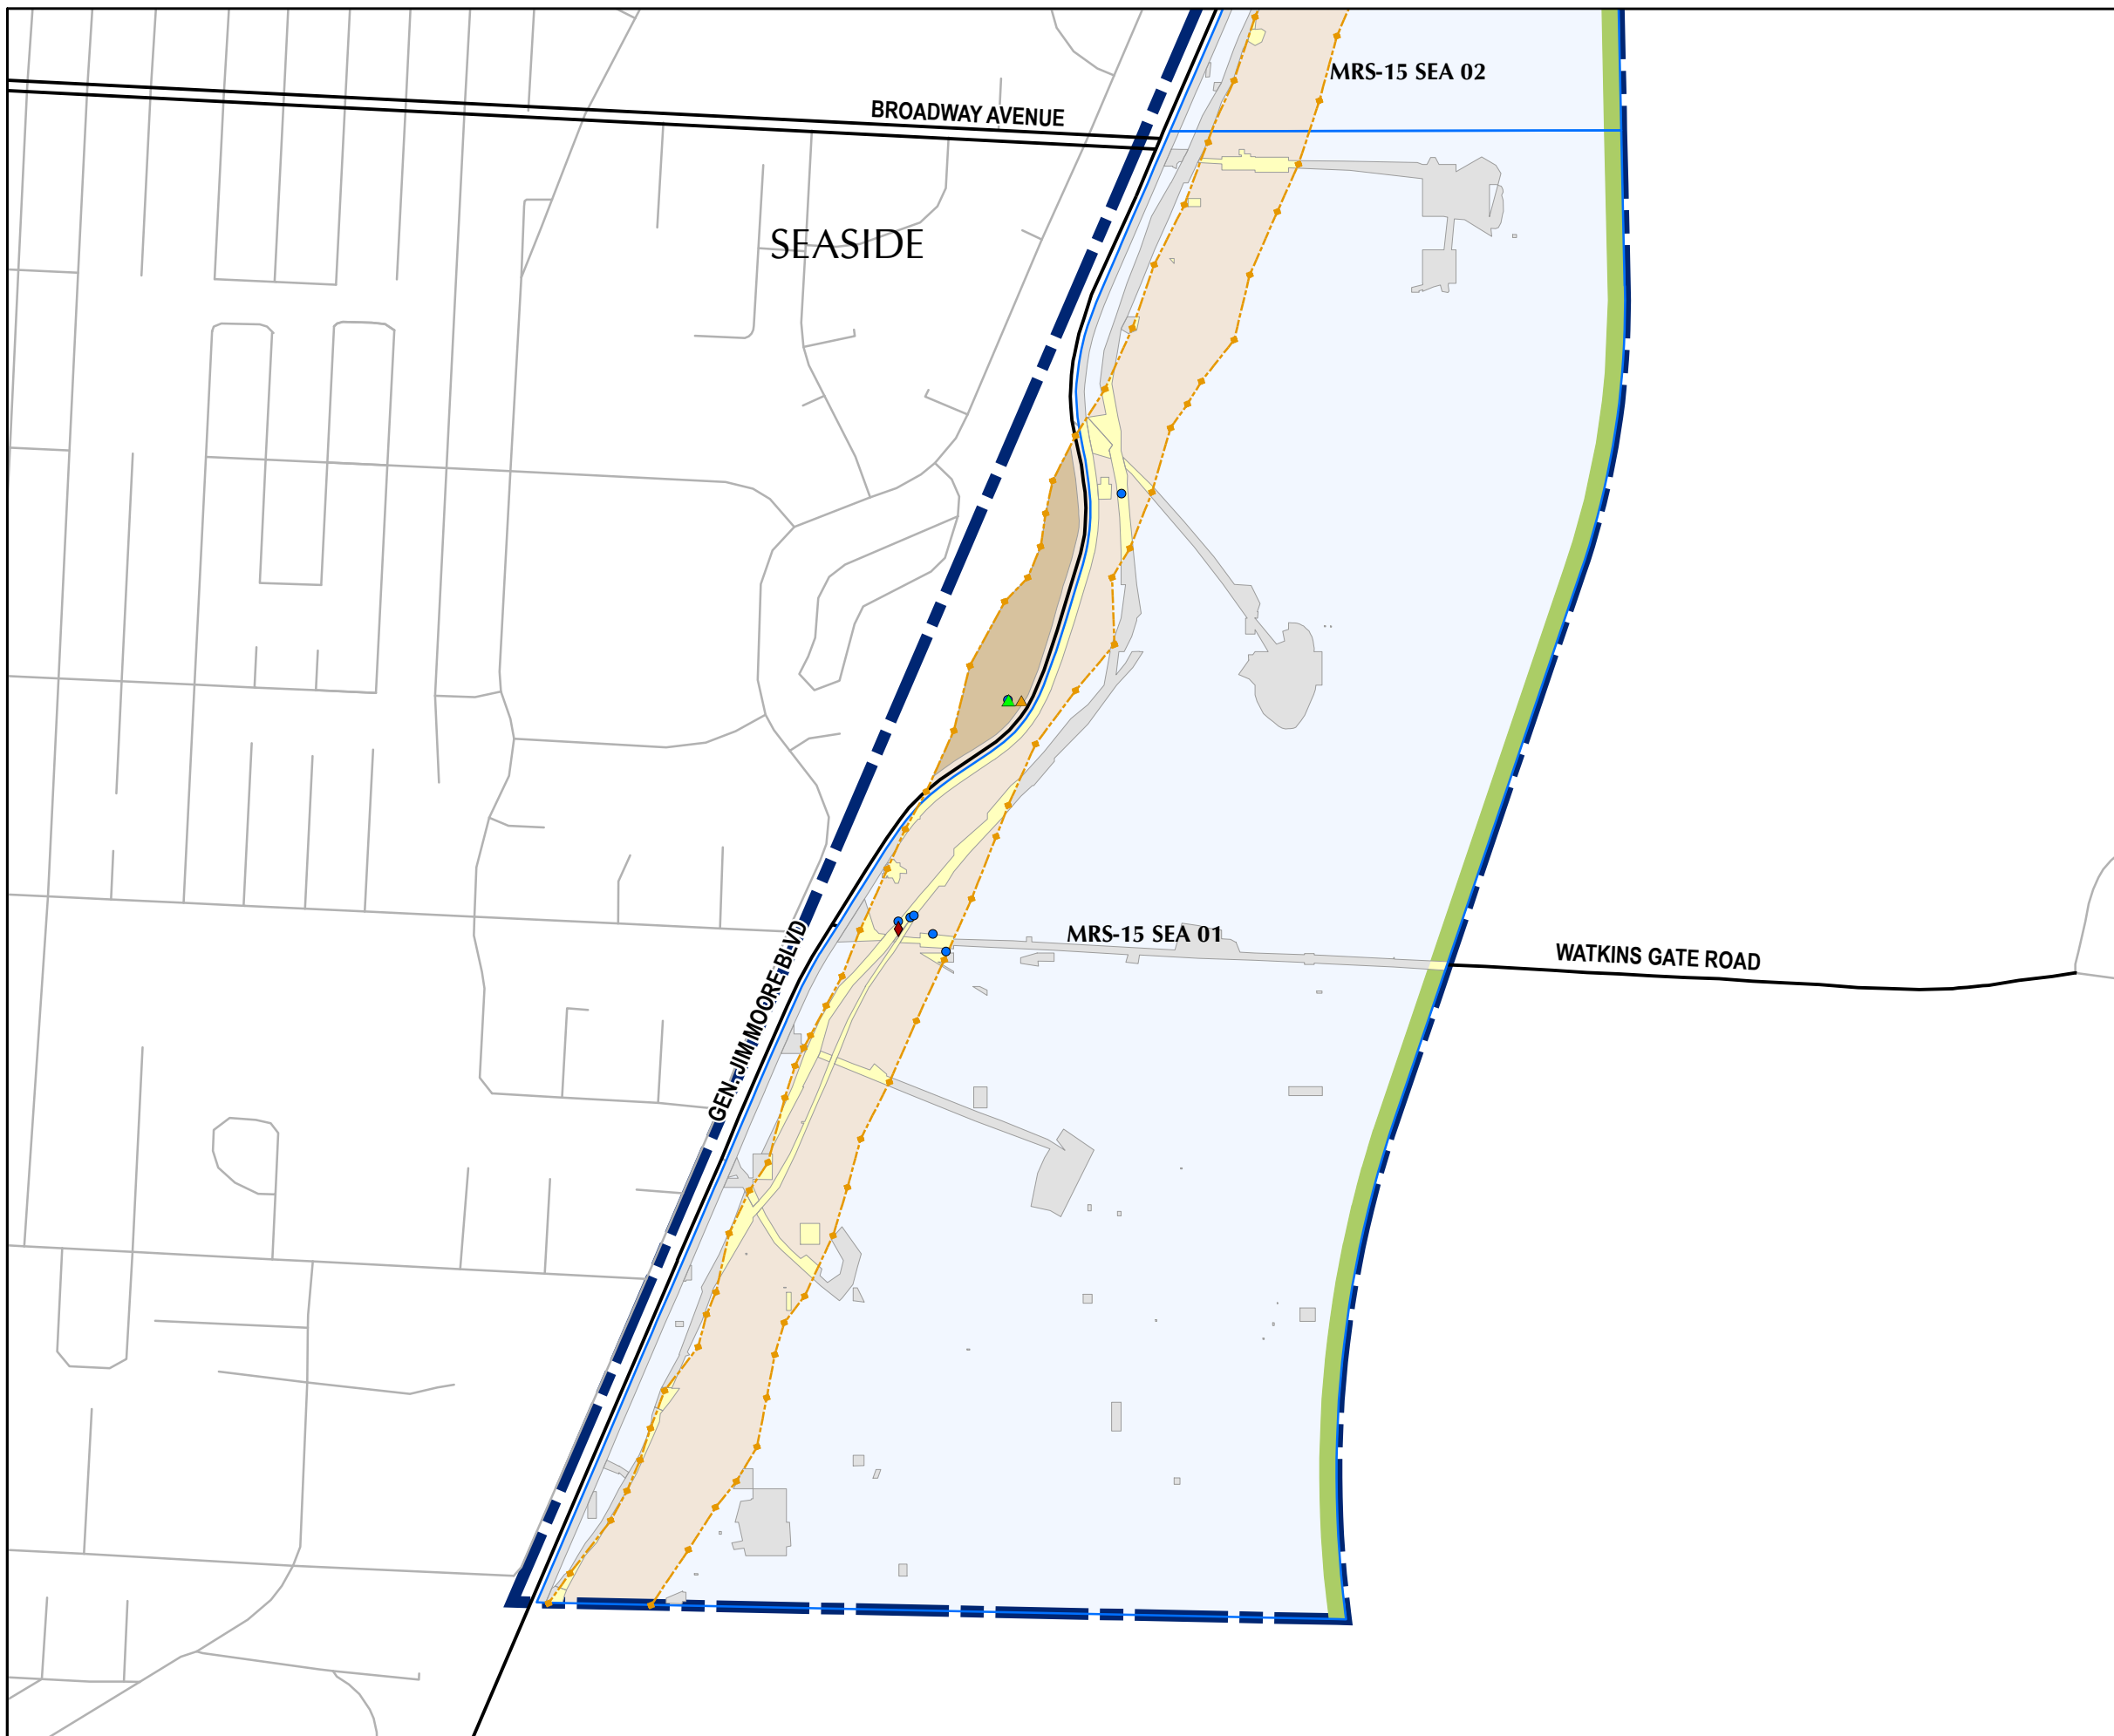 MRS-15 SEA 02
BROADWAY AVENUE
SEASIDE
MRS-15 SEA 01
WATKINS GATE ROAD
GEN. JIM MOORE BLVD